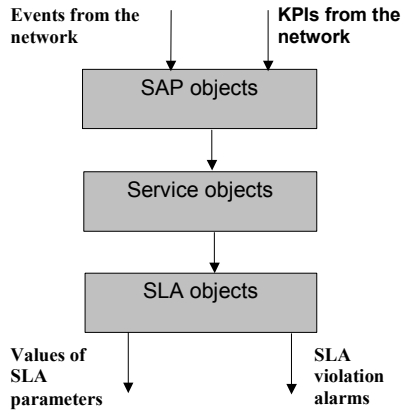 Events from the
network
KPIs from the
network
SAP objects
Service objects
SLA objects
Values of
SLA
parameters
SLA
violation
alarms